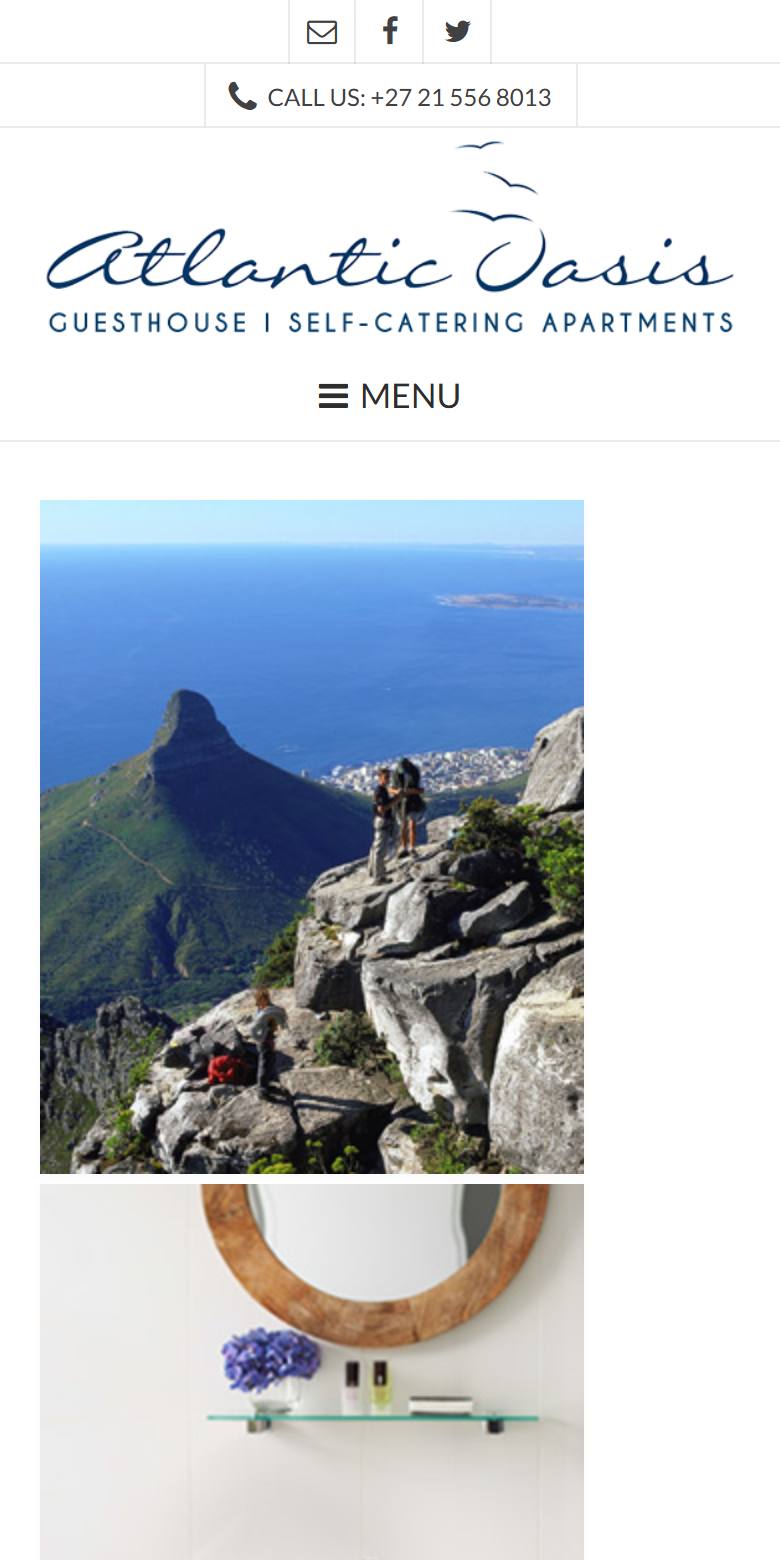 CALL US: +27 21 556 8013
Atlantic Oasis
GUESTHOUSE | SELF-CATERING APARTMENTS
MENU